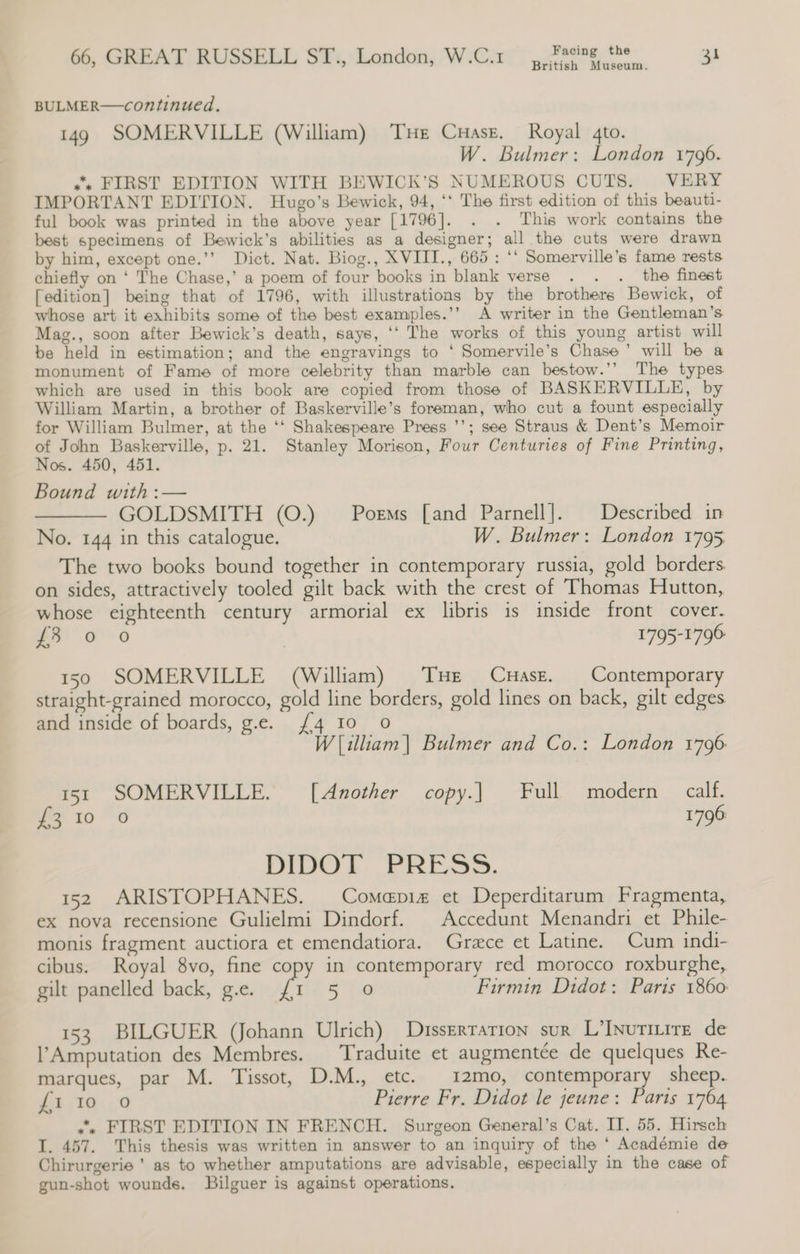 66, GREAT RUSSELL ST., London, W.C.1 Facing the British Museum. 31
BULMER—continued.
149 SOMERVILLE (William) THE CHASE. Royal 4to.
W. Bulmer: London 1796.
⁂ FIRST EDITION WITH BEWICK'S NUMEROUS CUTS. VERY
IMPORTANT EDITION. Hugo's Bewick, 94, “ The first edition of this beauti-
ful book was printed in the above year [1796]. . . This work contains the
best specimens of Bewick's abilities as a designer; all the cuts were drawn
by him, except one.” Dict. Nat. Biog., XVIII., 665 : “ Somerville's fame rests
chiefly on ‘ The Chase,’ a poem of four books in blank verse . . . the finest
[edition] being that of 1796, with illustrations by the brothers Bewick, of
whose art it exhibits some of the best examples.” A writer in the Gentleman's
Mag., soon after Bewick's death, says, “ The works of this young artist will
be held in estimation; and the engravings to ‘ Somervile's Chase ’ will be a
monument of Fame of more celebrity than marble can bestow.” The types
which are used in this book are copied from those of BASKERVILLE, by
William Martin, a brother of Baskerville's foreman, who cut a fount especially
for William Bulmer, at the “ Shakespeare Press ”; see Straus & Dent's Memoir
of John Baskerville, p. 21. Stanley Morison, Four Centuries of Fine Printing,
Nos. 450, 451.
Bound with :—
——— GOLDSMITH (O.) POEMS [and Parnell]. Described in
No. 144 in this catalogue. W. Bulmer: London 1795
The two books bound together in contemporary russia, gold borders
on sides, attractively tooled gilt back with the crest of Thomas Hutton,
whose eighteenth century armorial ex libris is inside front cover.
£8 0 0 1795-1796
150 SOMERVILLE (William) THE CHASE. Contemporary
straight-grained morocco, gold line borders, gold lines on back, gilt edges
and inside of boards, g.e. £4 10 0
W[illiam] Bulmer and Co.: London 1796
151 SOMERVILLE. [Another copy.] Full modern calf.
£3 10 0 1796
DIDOT PRESS.
152 ARISTOPHANES. COMŒDIÆ et Deperditarum Fragmenta,
ex nova recensione Gulielmi Dindorf. Accedunt Menandri et Phile-
monis fragment auctiora et emendatiora. Græce et Latine. Cum indi-
cibus. Royal 8vo, fine copy in contemporary red morocco roxburghe,
gilt panelled back, g.e. £1 5 0 Firmin Didot: Paris 1860
153 BILGUER (Johann Ulrich) DISSERTATION SUR L'INUTILITE de
l'Amputation des Membres. Traduite et augmentée de quelques Re-
marques, par M. Tissot, D.M., etc. 12mo, contemporary sheep.
£1 10 0 Pierre Fr. Didot le jeune: Paris 1764
⁂ FIRST EDITION IN FRENCH. Surgeon General's Cat. II. 55. Hirsch
I. 457. This thesis was written in answer to an inquiry of the ‘ Académie de
Chirurgerie ’ as to whether amputations are advisable, especially in the case of
gun-shot wounds. Bilguer is against operations.